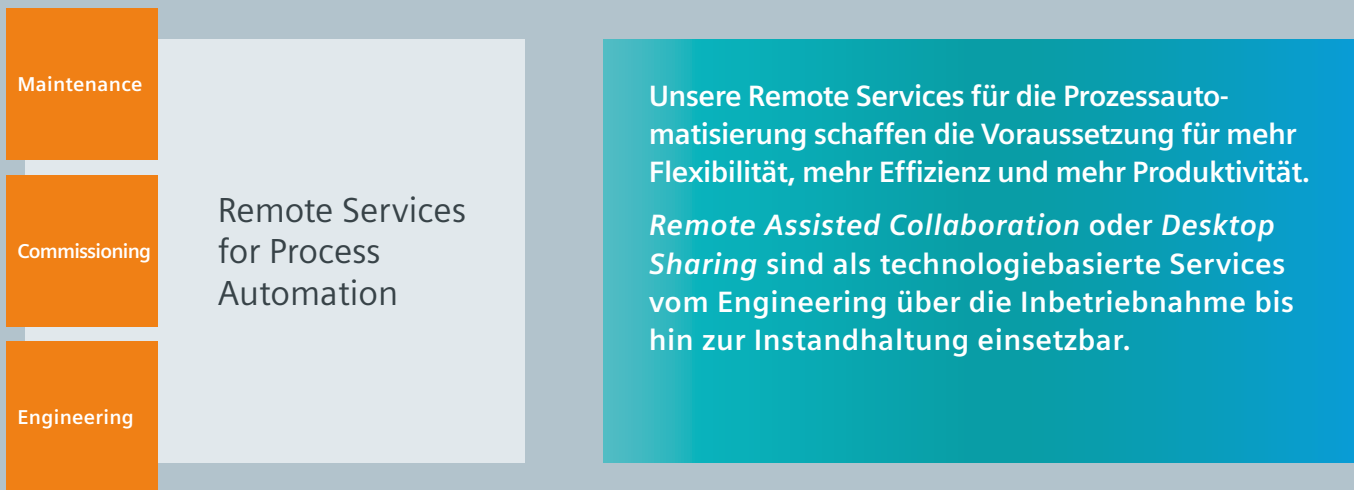 Maintenance
Commissioning
Engineering
Remote Services
for Process
Automation
Unsere Remote Services für die Prozessauto-
matisierung schaffen die Voraussetzung für mehr
Flexibilität, mehr Effizienz und mehr Produktivität.
Remote Assisted Collaboration oder Desktop
Sharing sind als technologiebasierte Services
vom Engineering über die Inbetriebnahme bis
hin zur Instandhaltung einsetzbar.